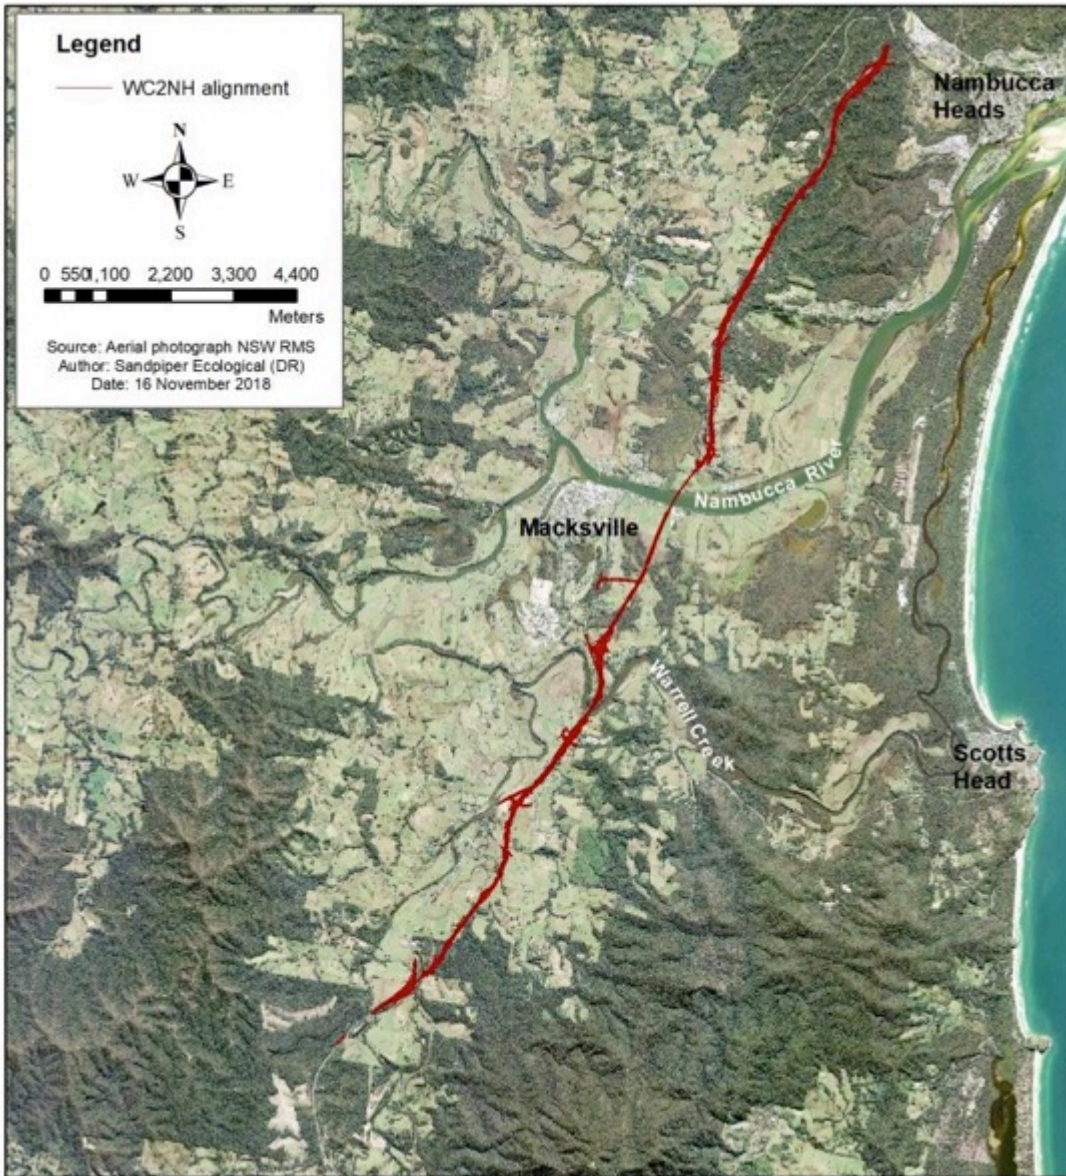 Legend
WC2NH alignment
N
W E
S
0 550 1,100 2,200 3,300 4,400
Meters
Source: Aerial photograph NSW RMS
Author: Sandpiper Ecological (DR)
Date: 16 November 2018
Nambucca
Heads
Nambucca River
Macksville
Warrell Creek
Scotts
Head